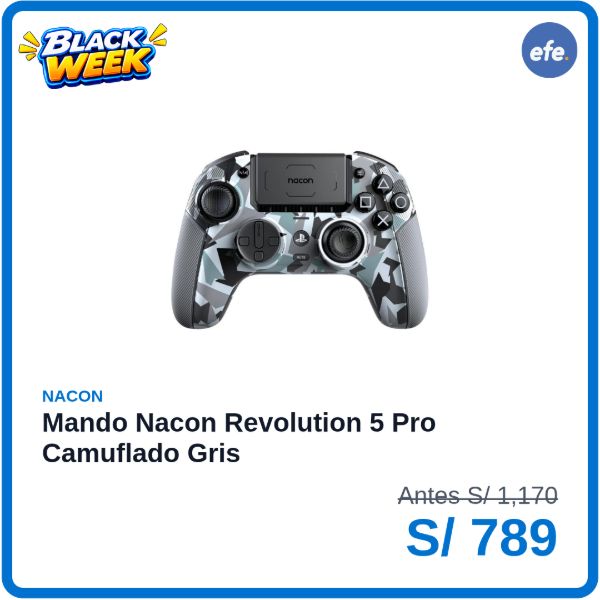 BLACK
WEEK
efe.
nacon
NACON
Mando Nacon Revolution 5 Pro
Camuflado Gris
Antes S/ 1,170
S/ 789